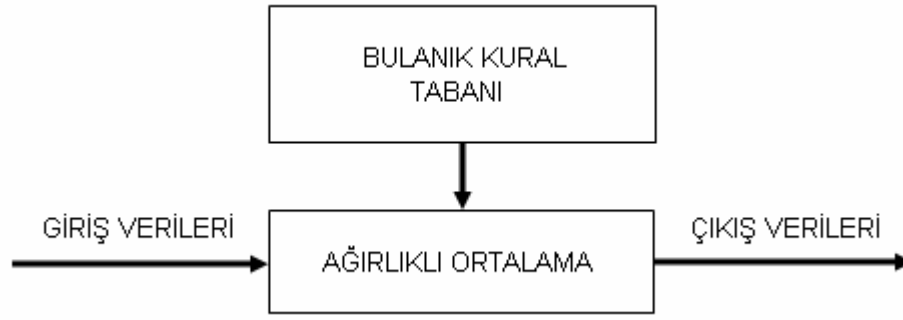 BULANIK KURAL
TABANI
GİRİŞ VERİLERİ
AĞIRLIKLI ORTALAMA
ÇIKIŞ VERİLERİ